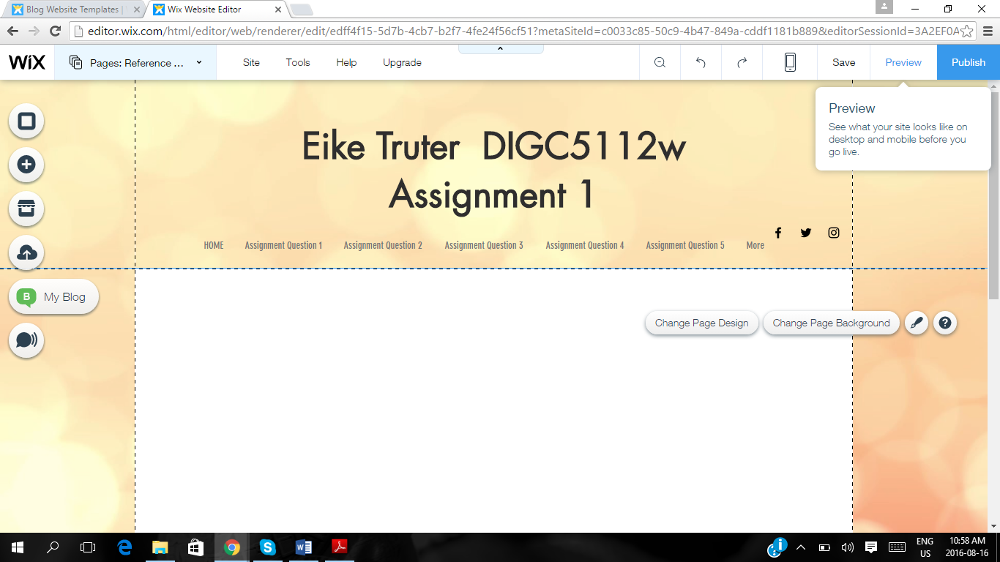 Blog Website Templates |
Wix Website Editor
editor.wix.com/html/editor/web/renderer/edit/edff4f15-5d7b-4cb7-b2f7-4fe24f56cf51?metaSiteId=c0033c85-50c9-4b47-849a-cddf1181b889&editorSessionId=3A2EF0A
WiX Pages: Reference ... Site Tools Help Upgrade Save Preview Publish
Preview
See what your site looks like on
desktop and mobile before you
go live.
Eike Truter DIGC5112w
Assignment 1
HOME Assignment Question 1 Assignment Question 2 Assignment Question 3 Assignment Question 4 Assignment Question 5 More
B My Blog
Change Page Design Change Page Background ?
ENG 10:58 AM
US 2016-08-16